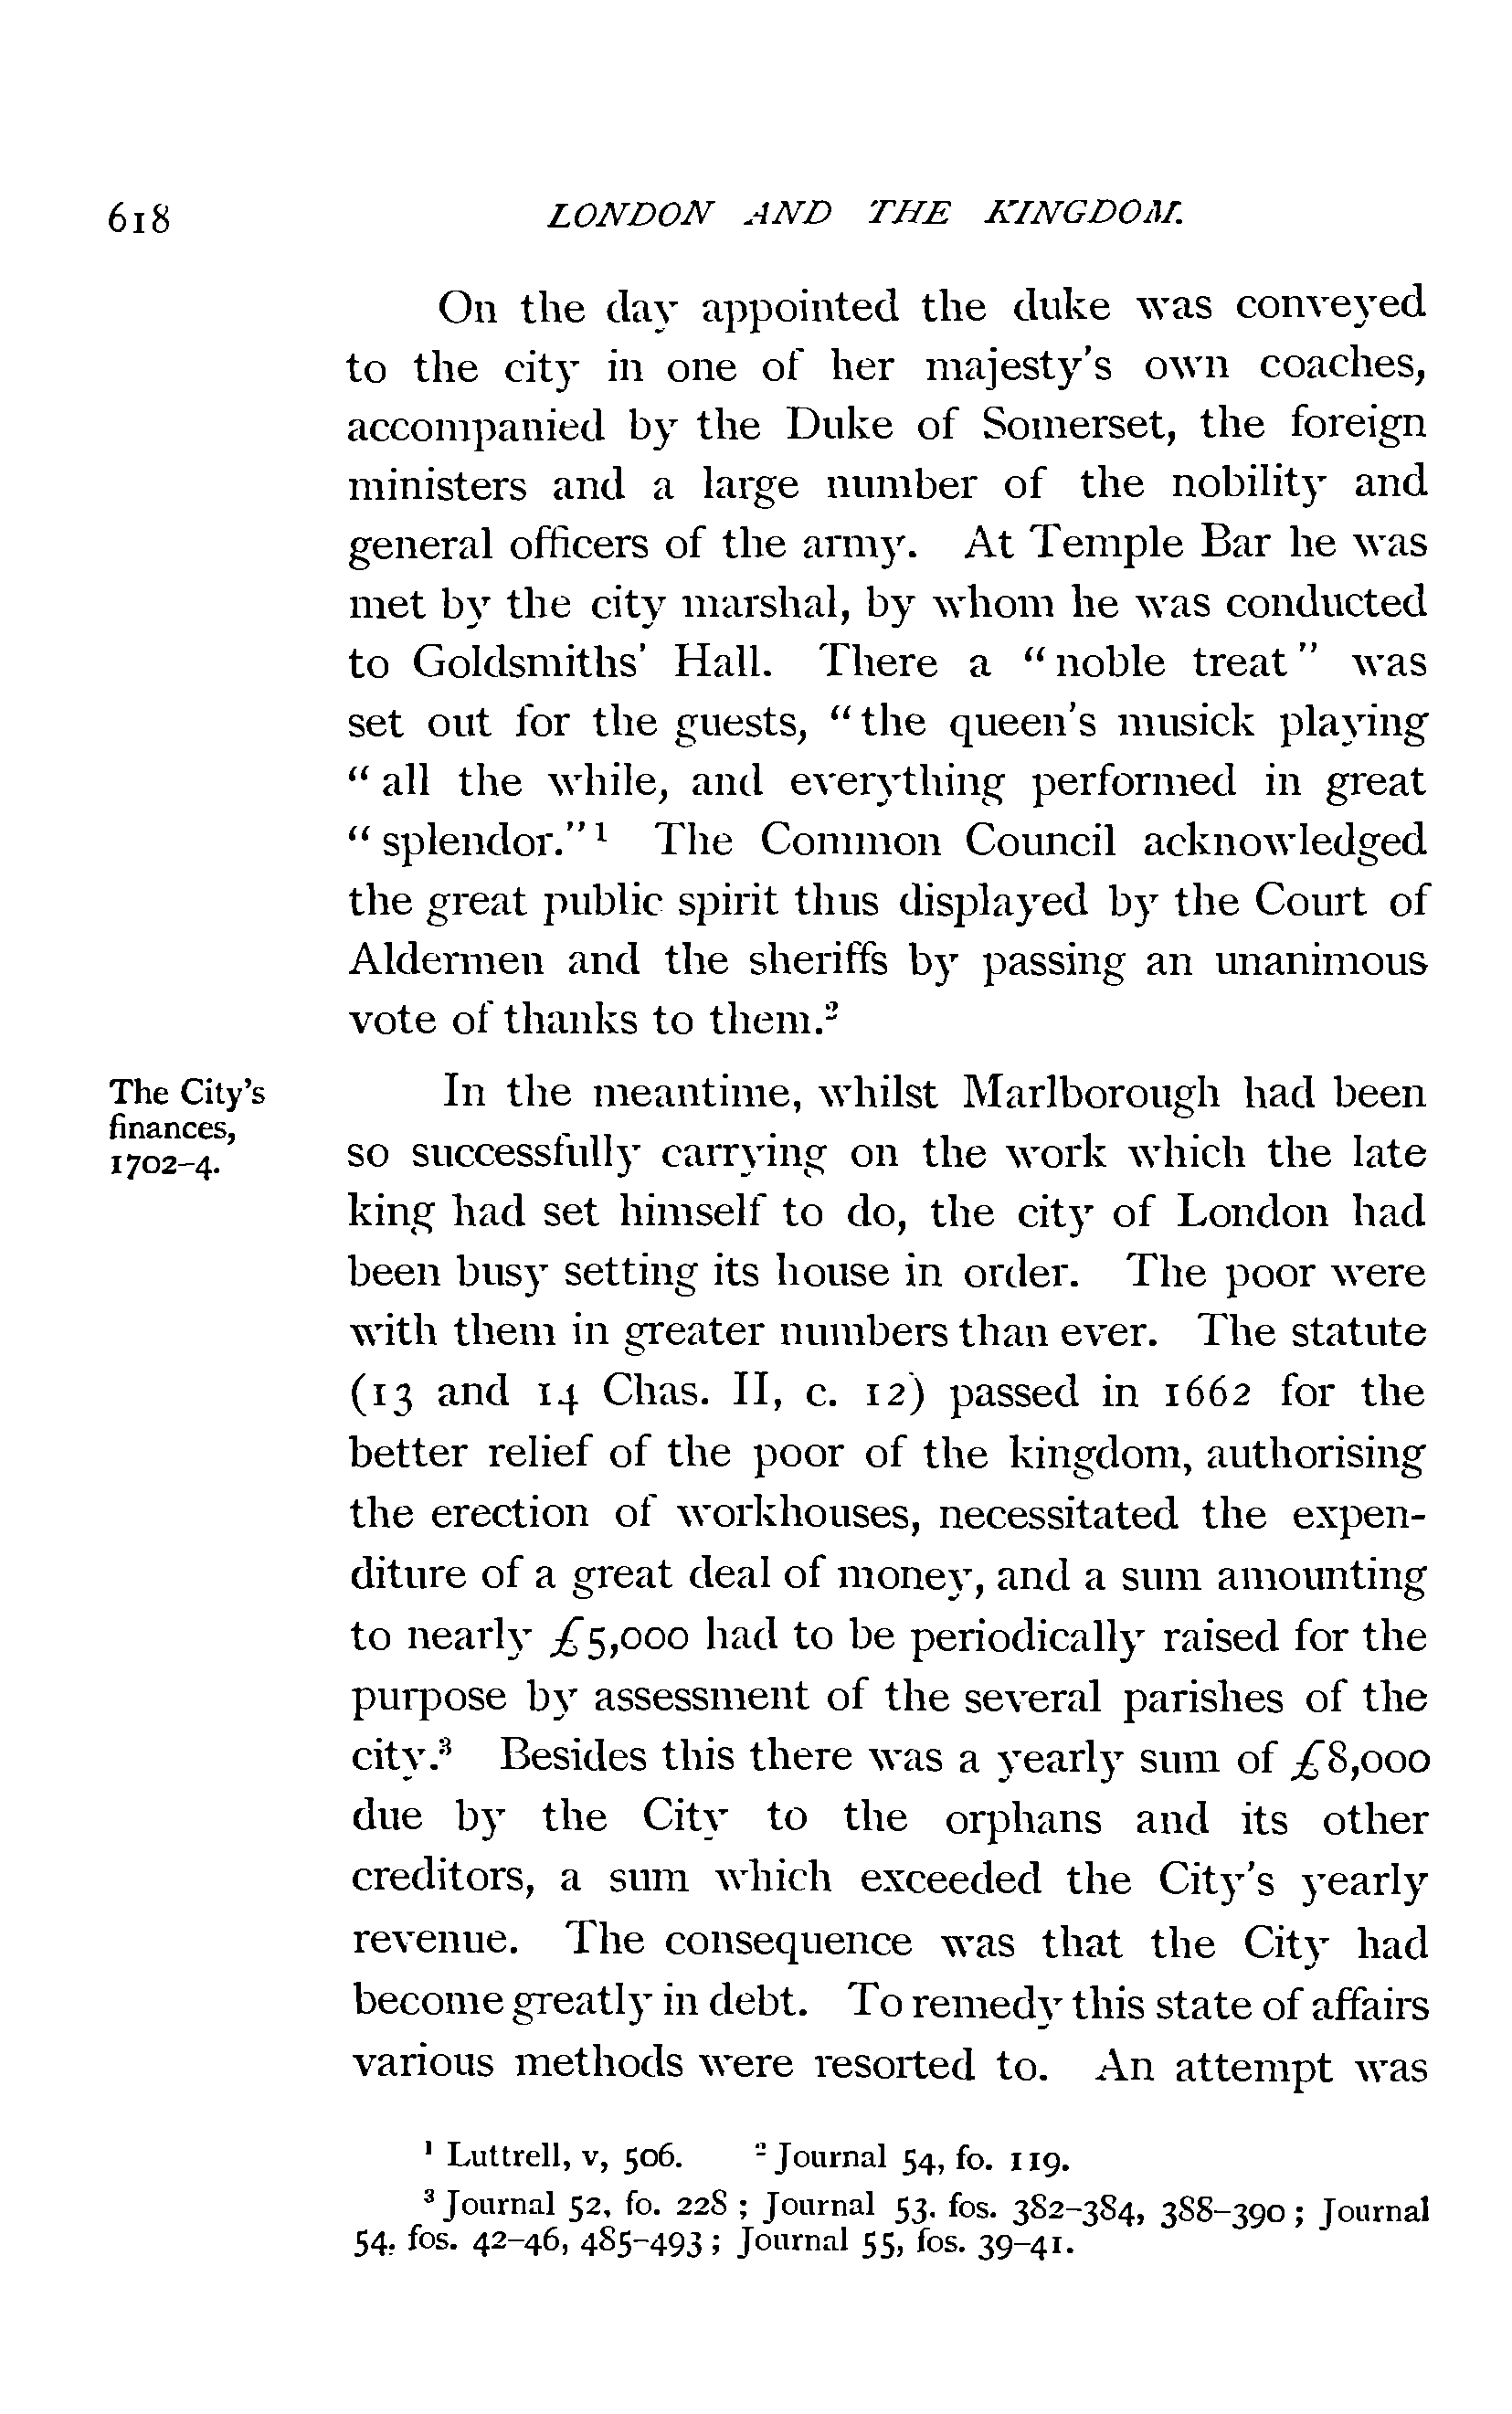 618 LONDON AND THE KINGDOM.
On the day appointed the duke was conveyed
to the city in one of her majesty's own coaches,
accompanied by the Duke of Somerset, the foreign
ministers and a large number of the nobility and
general officers of the army. At Temple Bar he was
met by the city marshal, by whom he was conducted
to Goldsmiths' Hall. There a “noble treat” was
set out for the guests, “the queen's musick playing
“all the while, and everything performed in great
“splendor.”¹ The Common Council acknowledged
the great public spirit thus displayed by the Court of
Aldermen and the sheriffs by passing an unanimous
vote of thanks to them.²
The City's
finances,
1702–4.
In the meantime, whilst Marlborough had been
so successfully carrying on the work which the late
king had set himself to do, the city of London had
been busy setting its house in order. The poor were
with them in greater numbers than ever. The statute
(13 and 14 Chas. II, c. 12) passed in 1662 for the
better relief of the poor of the kingdom, authorising
the erection of workhouses, necessitated the expen-
diture of a great deal of money, and a sum amounting
to nearly £5,000 had to be periodically raised for the
purpose by assessment of the several parishes of the
city.³ Besides this there was a yearly sum of £8,000
due by the City to the orphans and its other
creditors, a sum which exceeded the City's yearly
revenue. The consequence was that the City had
become greatly in debt. To remedy this state of affairs
various methods were resorted to. An attempt was
¹ Luttrell, v, 506. ² Journal 54, fo. 119.
³ Journal 52, fo. 228; Journal 53. fos. 382–384, 388–390; Journal
54. fos. 42–46, 485–493; Journal 55, fos. 39–41.